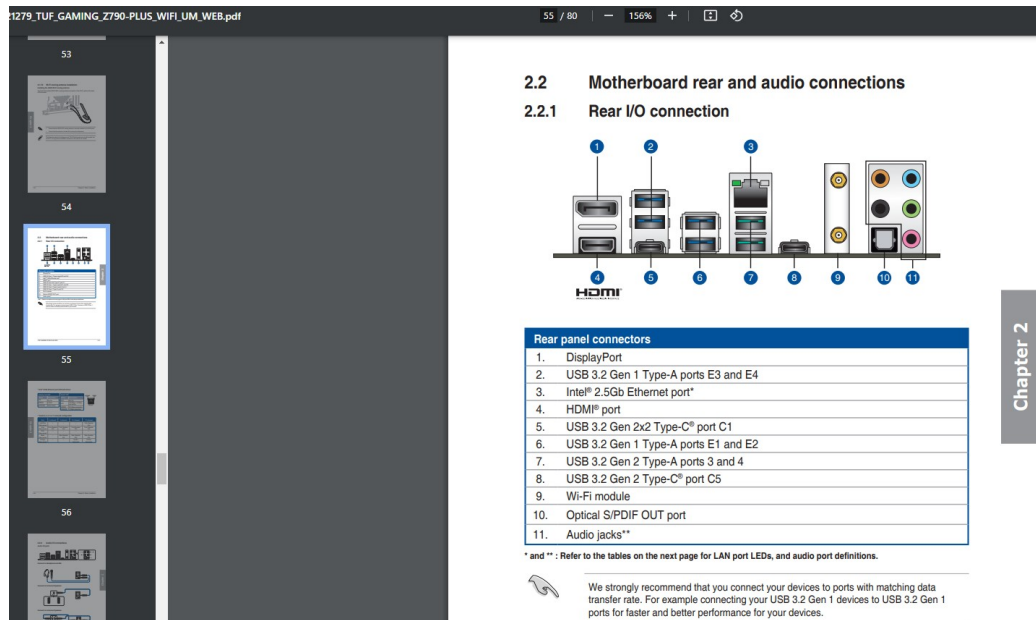 21279_TUF_GAMING_Z790-PLUS_WIFI_UM_WEB.pdf
55 / 80
156%
53
54
55
56
2.2 Motherboard rear and audio connections
2.2.1 Rear I/O connection
1
2
3
4
5
6
7
8
9
10
11
HDMI
Rear panel connectors
1. DisplayPort
2. USB 3.2 Gen 1 Type-A ports E3 and E4
3. Intel® 2.5Gb Ethernet port*
4. HDMI® port
5. USB 3.2 Gen 2x2 Type-C® port C1
6. USB 3.2 Gen 1 Type-A ports E1 and E2
7. USB 3.2 Gen 2 Type-A ports 3 and 4
8. USB 3.2 Gen 2 Type-C® port C5
9. Wi-Fi module
10. Optical S/PDIF OUT port
11. Audio jacks**
* and ** : Refer to the tables on the next page for LAN port LEDs, and audio port definitions.
We strongly recommend that you connect your devices to ports with matching data
transfer rate. For example connecting your USB 3.2 Gen 1 devices to USB 3.2 Gen 1
ports for faster and better performance for your devices.
Chapter 2